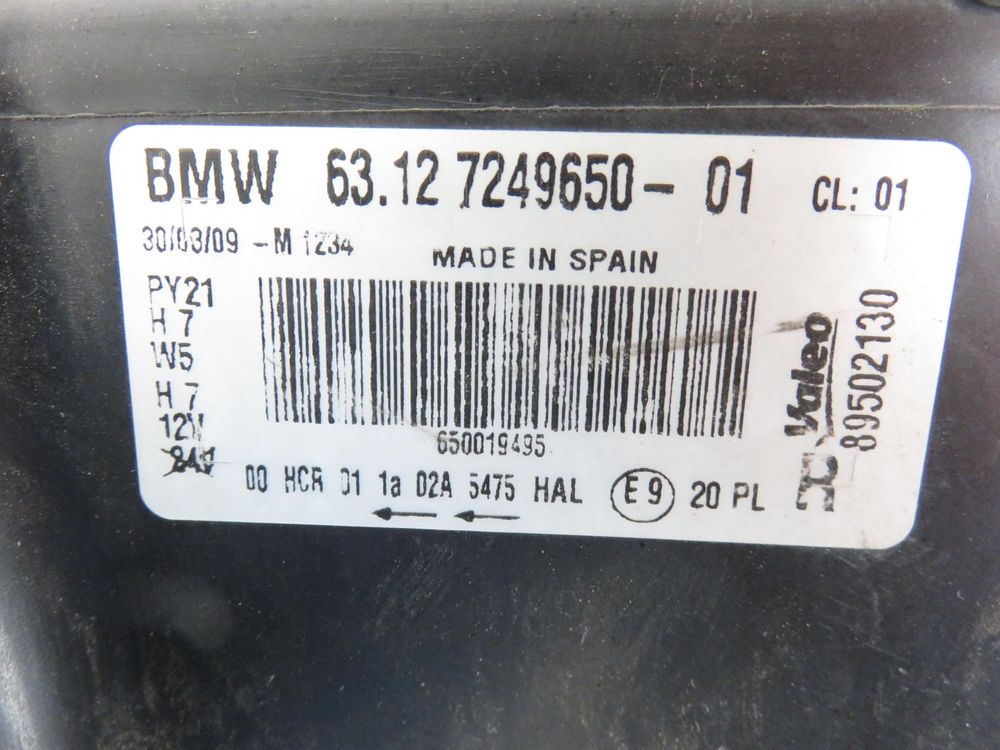 BMW 63.12 7249650- 01 CL: 01
30/03/09 -M 1234
MADE IN SPAIN
PY21
H 7
W5
H 7
12V
24V
650019495
00 HCR 01 1a 02A 5475 HAL E9 20 PL
Valeo
89502130